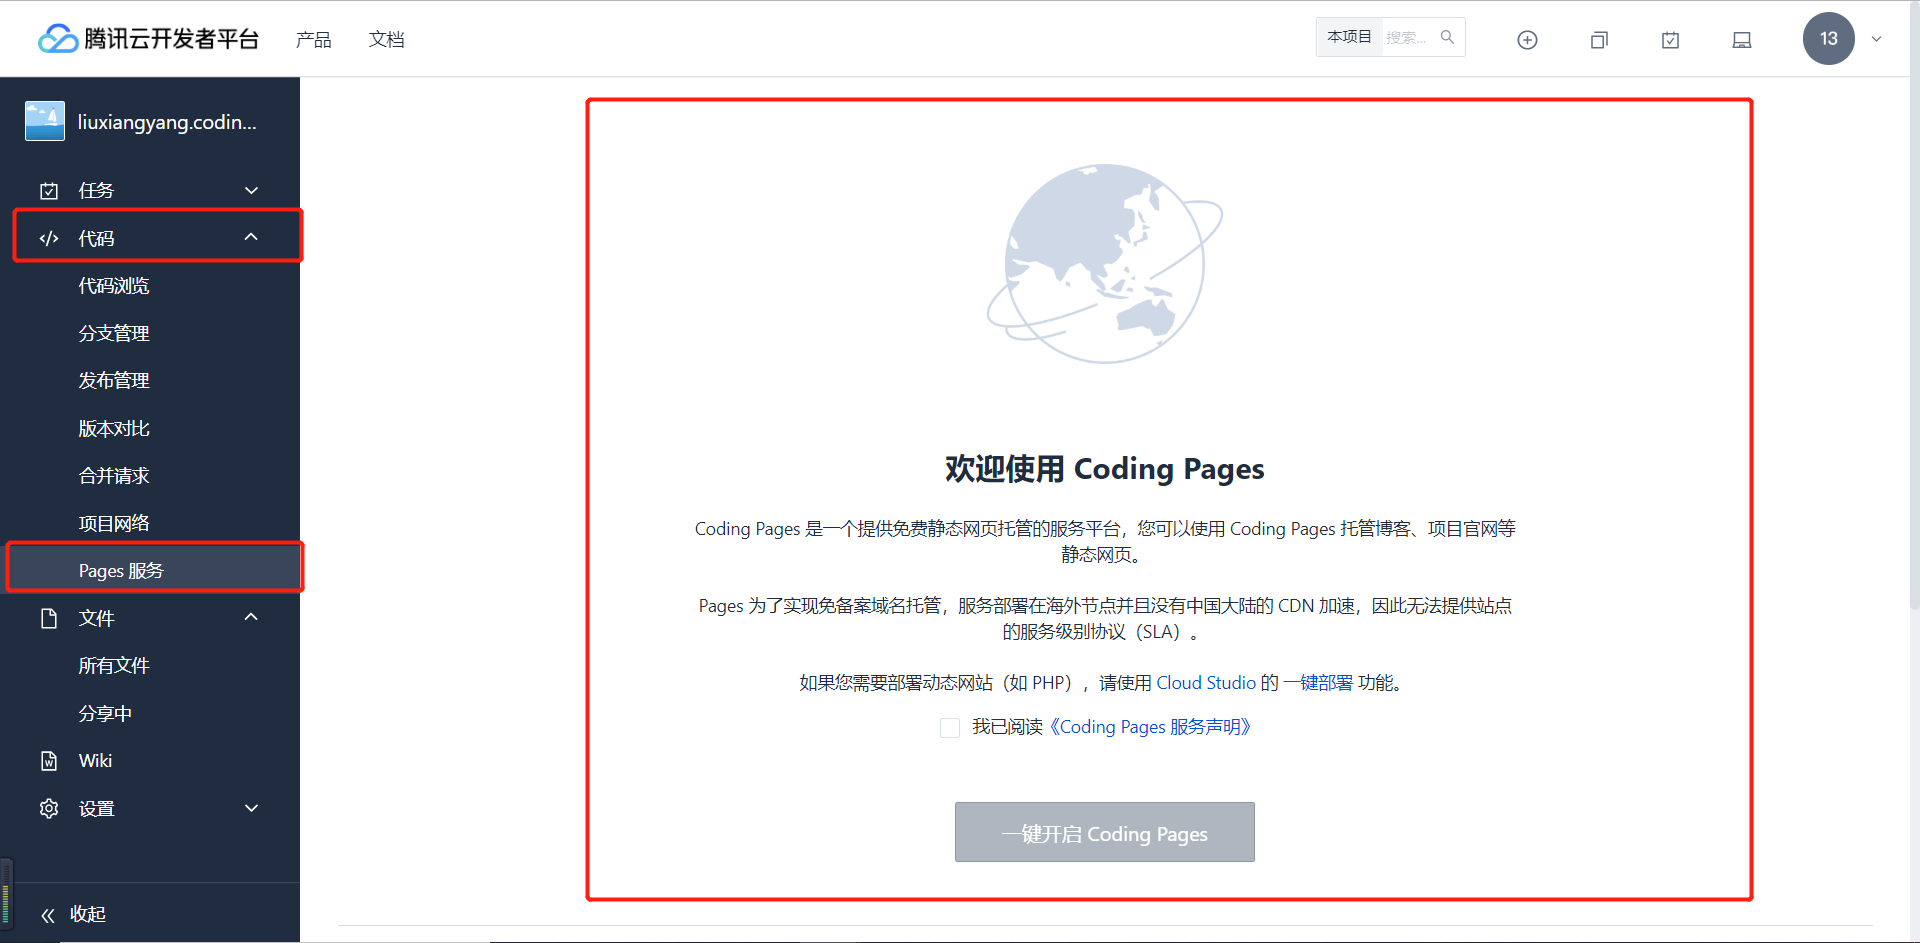 腾讯云开发者平台
产品
文档
本项目
搜索...
13
liuxiangyang.codin...
任务
代码
代码浏览
分支管理
发布管理
版本对比
合并请求
项目网络
Pages 服务
文件
所有文件
分享中
Wiki
设置
收起
欢迎使用 Coding Pages
Coding Pages 是一个提供免费静态网页托管的服务平台，您可以使用 Coding Pages 托管博客、项目官网等
静态网页。
Pages 为了实现免备案域名托管，服务部署在海外节点并且没有中国大陆的 CDN 加速，因此无法提供站点
的服务级别协议（SLA）。
如果您需要部署动态网站（如 PHP），请使用 Cloud Studio 的 一键部署 功能。
我已阅读《Coding Pages 服务声明》
一键开启 Coding Pages